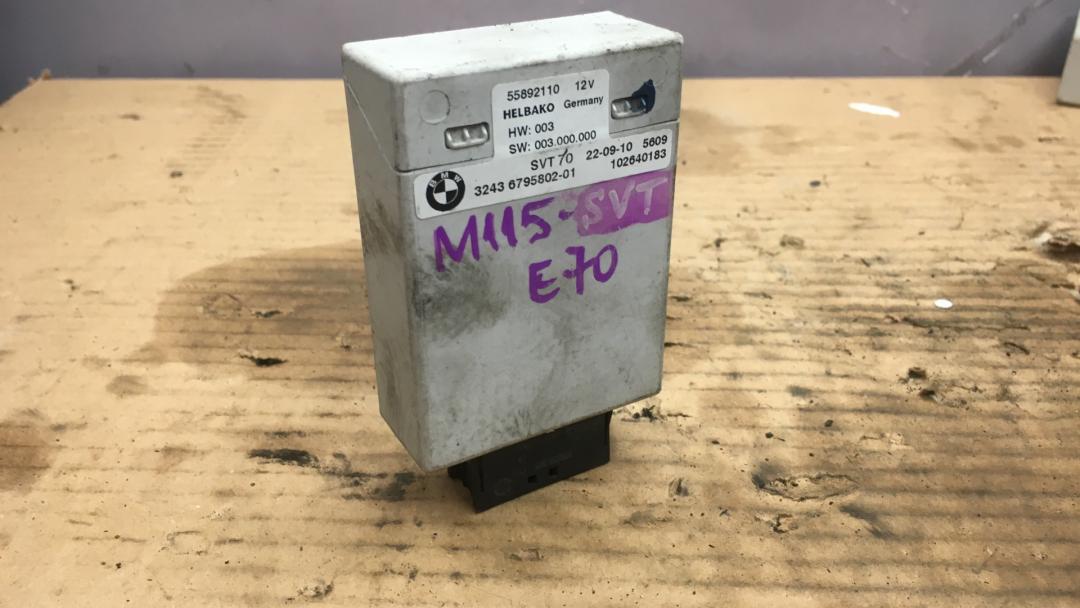 55892110 12V
HELBAKO Germany
HW: 003
SW: 003.000.000
SVT 70 22-09-10 5609
BMW 3243 6795802-01 102640183
M115-SVT
E70